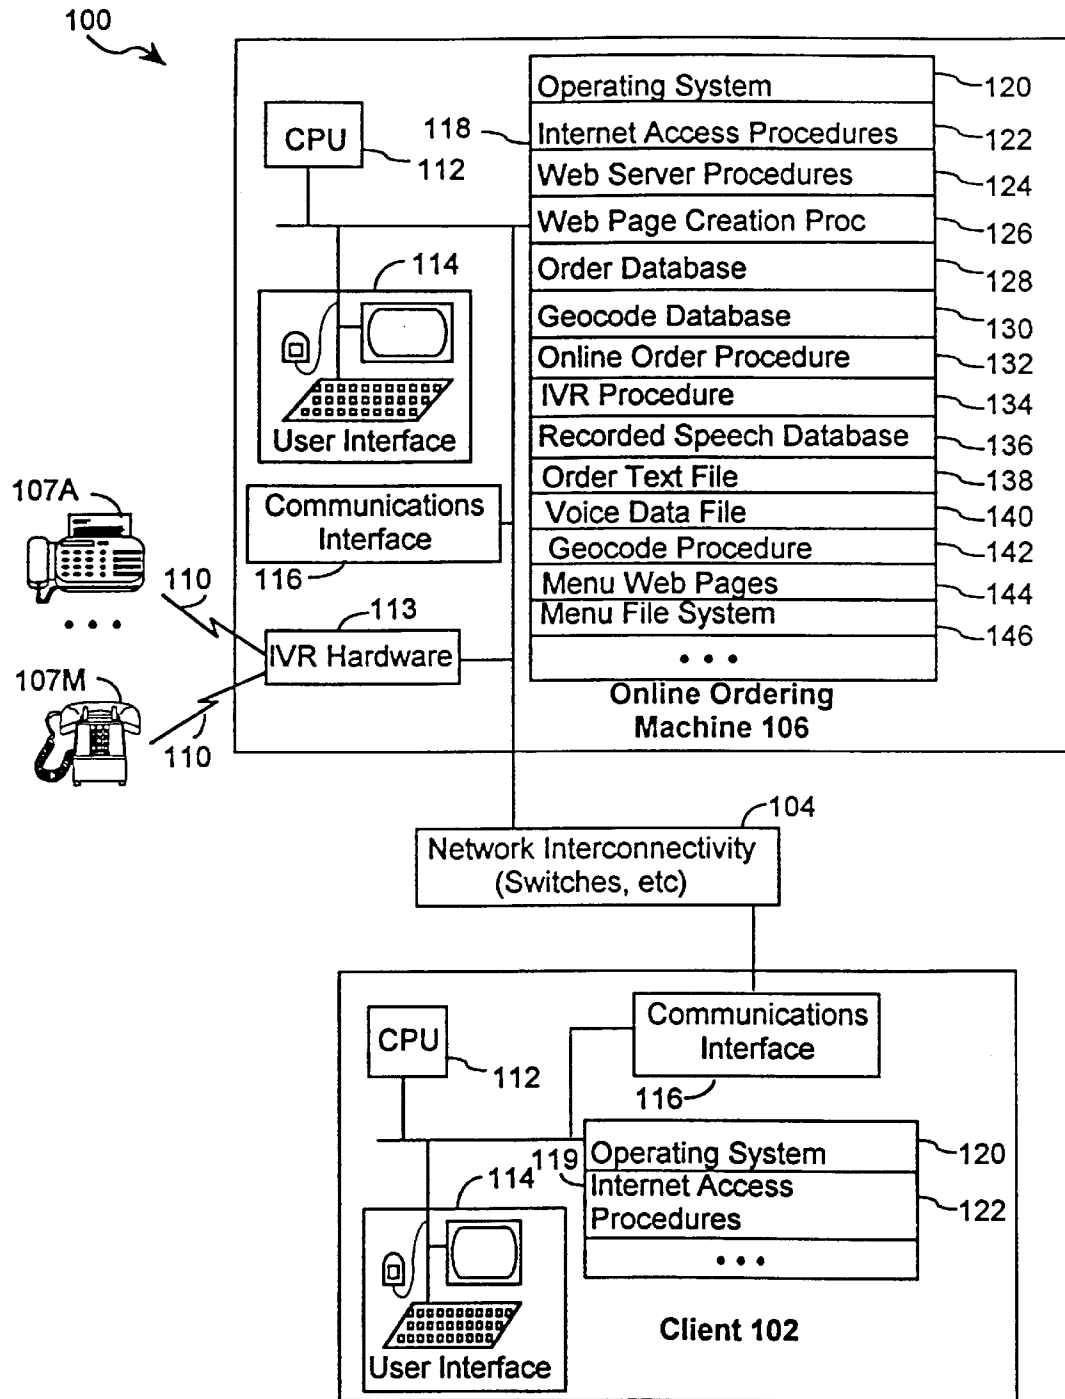 100
CPU
112
118
Operating System
120
Internet Access Procedures
122
Web Server Procedures
124
Web Page Creation Proc
126
Order Database
128
Geocode Database
130
Online Order Procedure
132
IVR Procedure
134
Recorded Speech Database
136
Order Text File
138
Voice Data File
140
Geocode Procedure
142
Menu Web Pages
144
Menu File System
146
• • •
114
User Interface
Communications
Interface
116
107A
110
• • •
113
IVR Hardware
107M
110
Online Ordering
Machine 106
104
Network Interconnectivity
(Switches, etc)
CPU
112
Communications
Interface
116
119
Operating System
120
Internet Access
Procedures
122
• • •
114
User Interface
Client 102